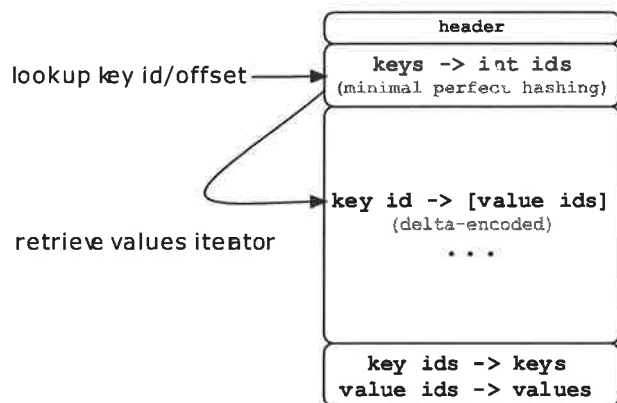 header
lookup key id/offset
keys -> int ids
(minimal perfect hashing)
key id -> [value ids]
(delta-encoded)
...
retrieve values iterator
key ids -> keys
value ids -> values